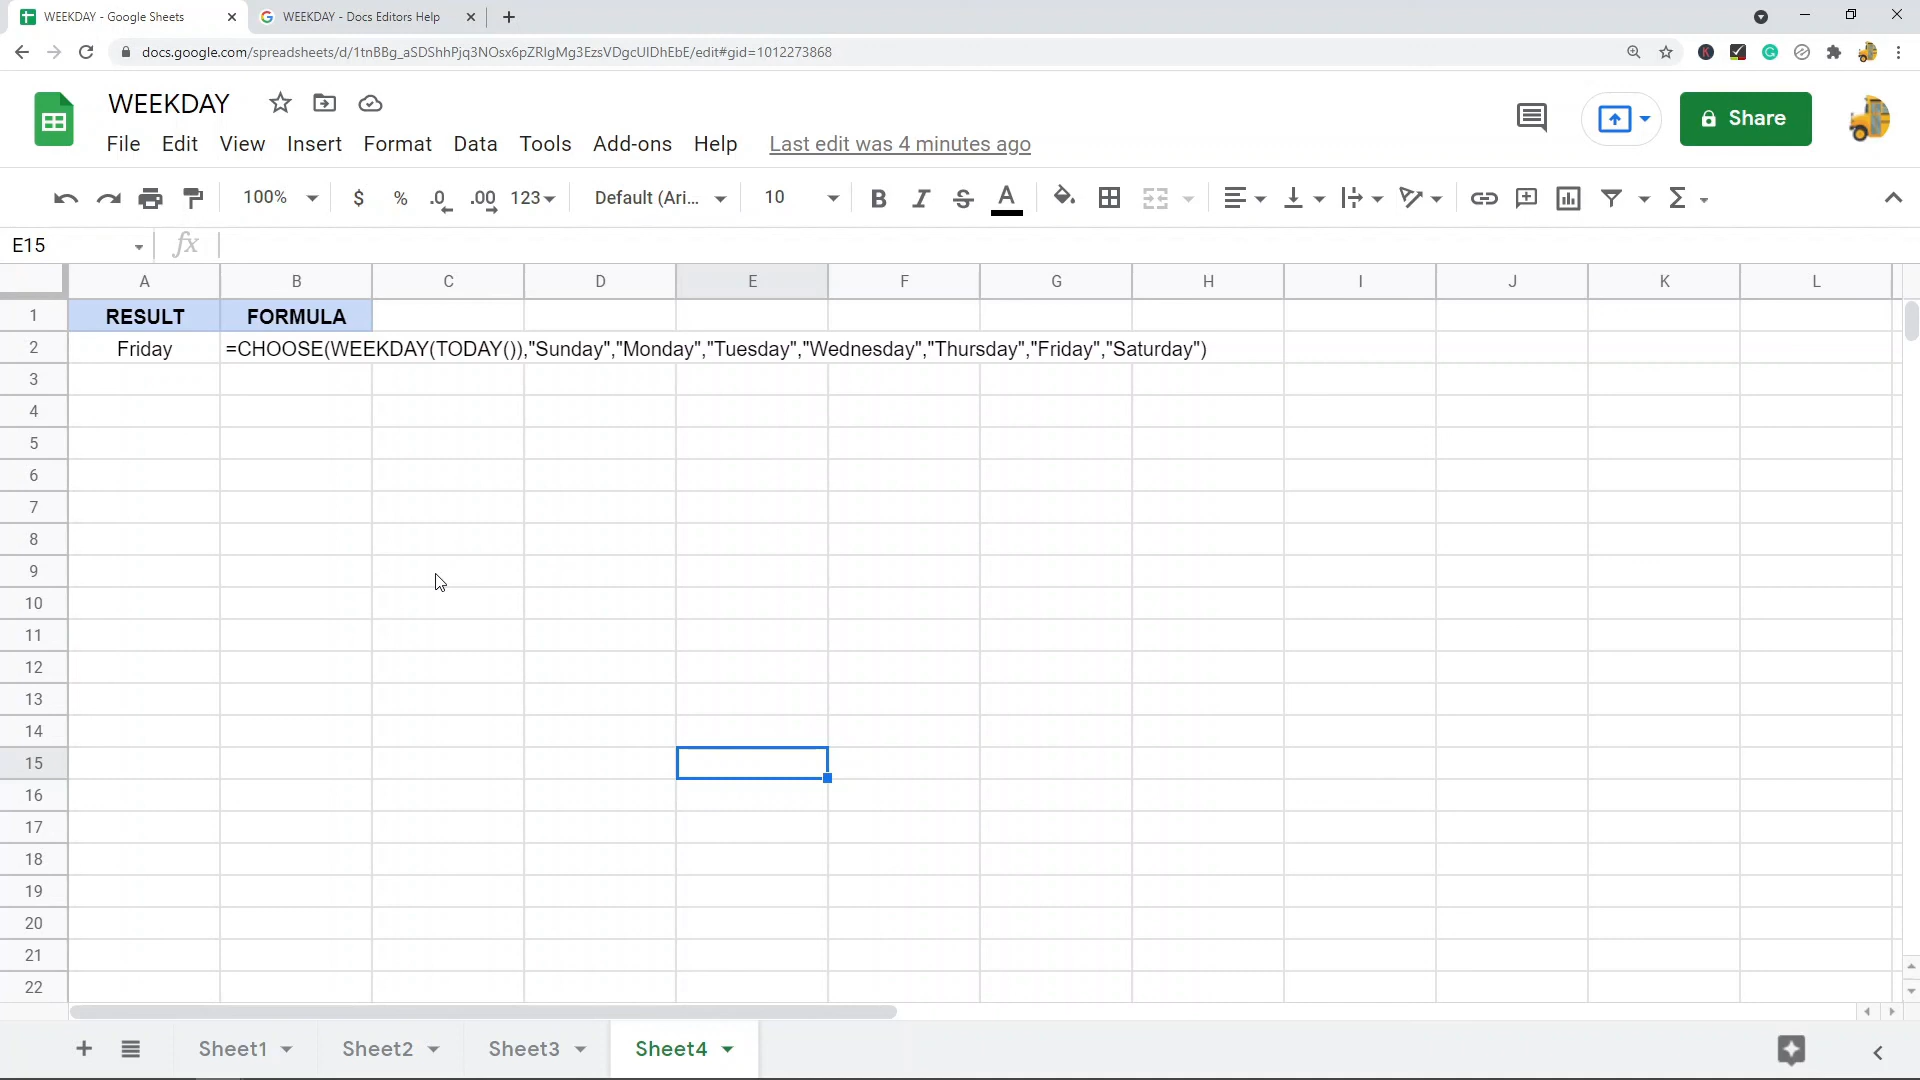 WEEKDAY - Google Sheets
WEEKDAY - Docs Editors Help
docs.google.com/spreadsheets/d/1tnBBg_aSDShhPjq3NOsx6pZRIgMg3EzsVDgcUIDhEbE/edit#gid=1012273868
WEEKDAY
Share
File Edit View Insert Format Data Tools Add-ons Help Last edit was 4 minutes ago
100% $ % .0 .00 123 Default (Ari... 10 B I S A Σ
E15 fx
A B C D E F G H I J K L
1 RESULT FORMULA
2 Friday =CHOOSE(WEEKDAY(TODAY()),"Sunday","Monday","Tuesday","Wednesday","Thursday","Friday","Saturday")
3
4
5
6
7
8
9
10
11
12
13
14
15
16
17
18
19
20
21
22
Sheet1 Sheet2 Sheet3 Sheet4